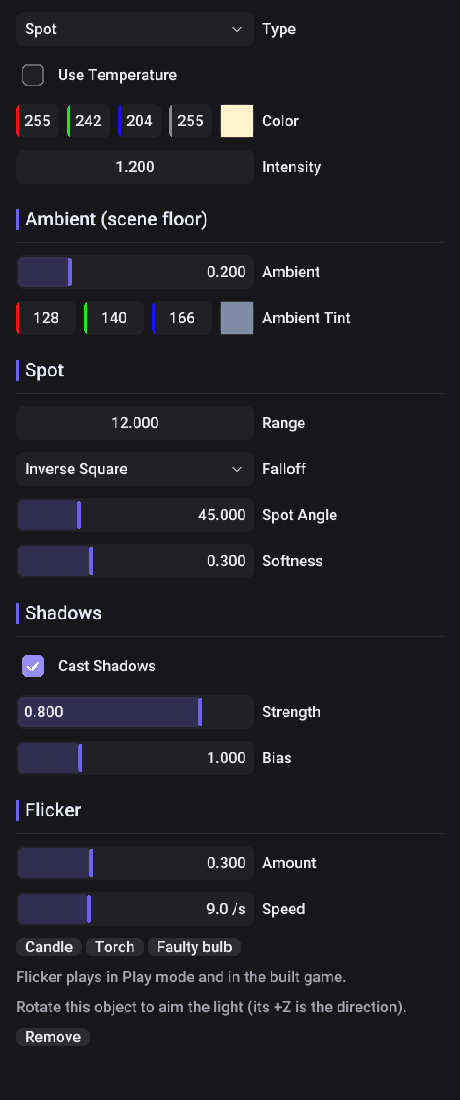 Spot Type
Use Temperature
255 242 204 255 Color
1.200 Intensity
Ambient (scene floor)
0.200 Ambient
128 140 166 Ambient Tint
Spot
12.000 Range
Inverse Square Falloff
45.000 Spot Angle
0.300 Softness
Shadows
Cast Shadows
0.800 Strength
1.000 Bias
Flicker
0.300 Amount
9.0 /s Speed
Candle Torch Faulty bulb
Flicker plays in Play mode and in the built game.
Rotate this object to aim the light (its +Z is the direction).
Remove